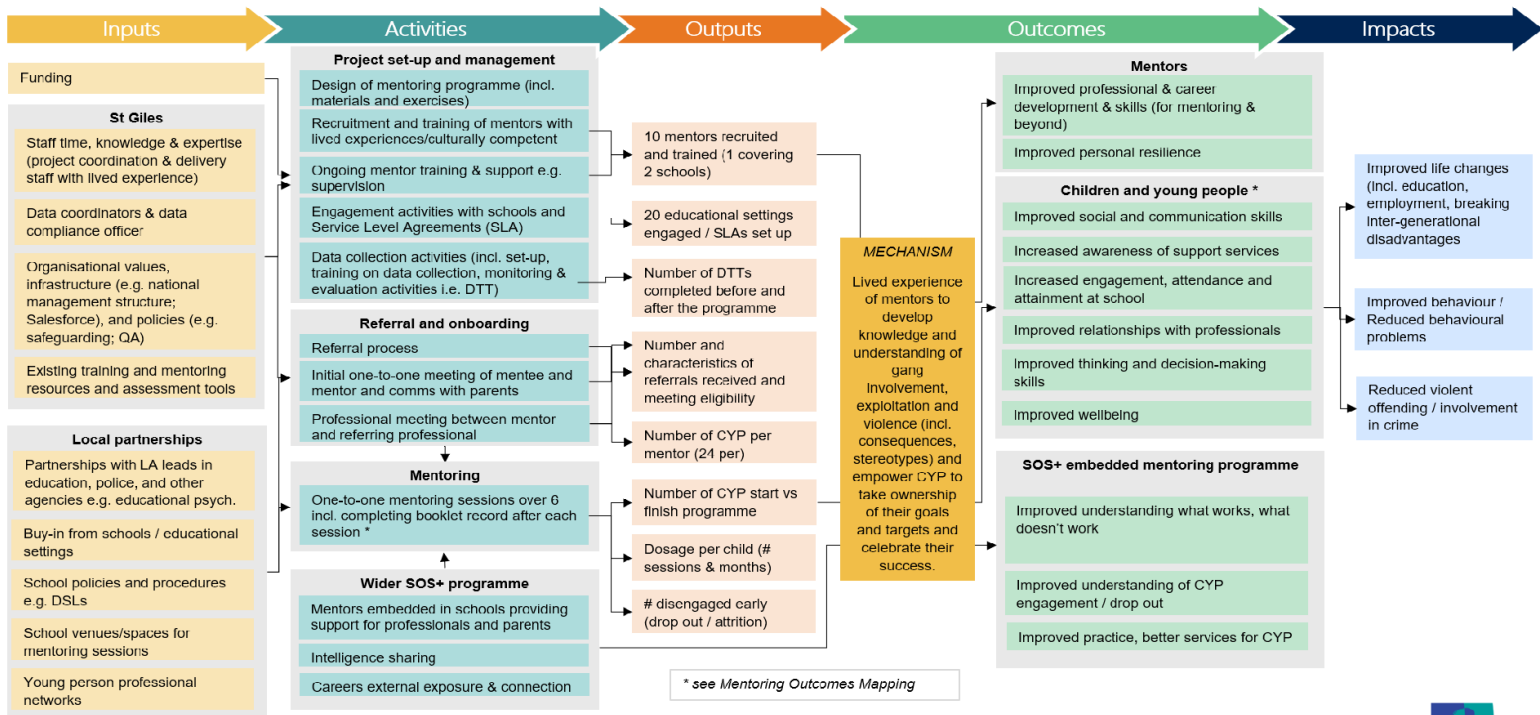 Inputs
Activities
Outputs
Outcomes
Impacts
Funding
St Giles
Staff time, knowledge & expertise
(project coordination & delivery
staff with lived experience)
Data coordinators & data
compliance officer
Organisational values,
infrastructure (e.g. national
management structure;
Salesforce), and policies (e.g.
safeguarding; QA)
Existing training and mentoring
resources and assessment tools
Local partnerships
Partnerships with LA leads in
education, police, and other
agencies e.g. educational psych.
Buy-in from schools / educational
settings
School policies and procedures
e.g. DSLs
School venues/spaces for
mentoring sessions
Young person professional
networks
Project set-up and management
Design of mentoring programme (incl.
materials and exercises)
Recruitment and training of mentors with
lived experiences/culturally competent
Ongoing mentor training & support e.g.
supervision
Engagement activities with schools and
Service Level Agreements (SLA)
Data collection activities (incl. set-up,
training on data collection, monitoring &
evaluation activities i.e. DTT)
Referral and onboarding
Referral process
Initial one-to-one meeting of mentee and
mentor and comms with parents
Professional meeting between mentor
and referring professional
Mentoring
One-to-one mentoring sessions over 6
incl. completing booklet record after each
session *
Wider SOS+ programme
Mentors embedded in schools providing
support for professionals and parents
Intelligence sharing
Careers external exposure & connection
10 mentors recruited
and trained (1 covering
2 schools)
20 educational settings
engaged / SLAs set up
Number of DTTs
completed before and
after the programme
Number and
characteristics of
referrals received and
meeting eligibility
Number of CYP per
mentor (24 per)
Number of CYP start vs
finish programme
Dosage per child (#
sessions & months)
# disengaged early
(drop out / attrition)
MECHANISM
Lived experience
of mentors to
develop
knowledge and
understanding of
gang
involvement,
exploitation and
violence (incl.
consequences,
stereotypes) and
empower CYP to
take ownership
of their goals
and targets and
celebrate their
success.
Mentors
Improved professional & career
development & skills (for mentoring &
beyond)
Improved personal resilience
Children and young people *
Improved social and communication skills
Increased awareness of support services
Increased engagement, attendance and
attainment at school
Improved relationships with professionals
Improved thinking and decision-making
skills
Improved wellbeing
SOS+ embedded mentoring programme
Improved understanding what works, what
doesn't work
Improved understanding of CYP
engagement / drop out
Improved practice, better services for CYP
Improved life changes
(incl. education,
employment, breaking
Inter-generational
disadvantages
Improved behaviour /
Reduced behavioural
problems
Reduced violent
offending / involvement
in crime
* see Mentoring Outcomes Mapping